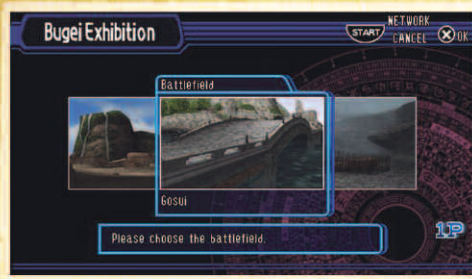 Bugei Exhibition
START NETWORK
CANCEL OK
Battlefield
Gosui
Please choose the battlefield.
1P